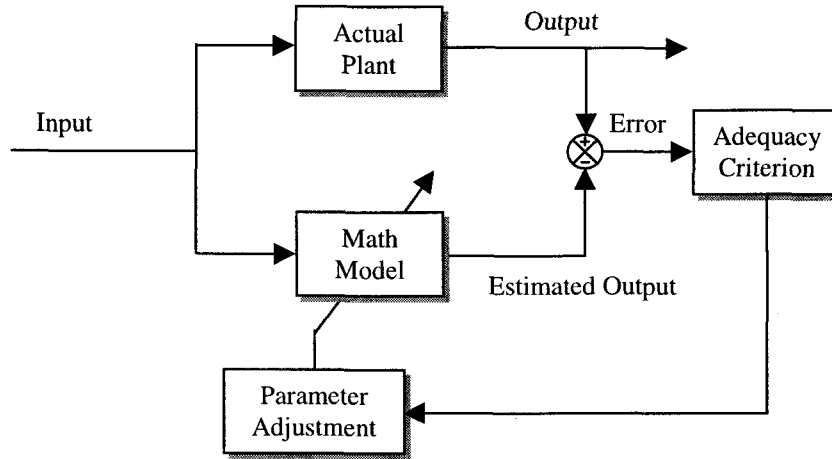 Output
Actual
Plant
Input
Error
+
−
Adequacy
Criterion
Math
Model
Estimated Output
Parameter
Adjustment